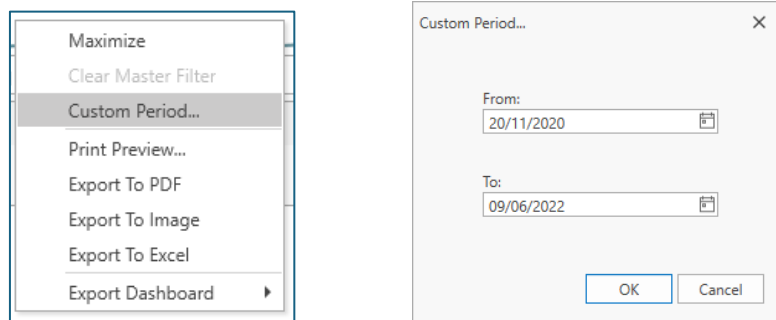 Maximize
Clear Master Filter
Custom Period...
Print Preview...
Export To PDF
Export To Image
Export To Excel
Export Dashboard
Custom Period...
From:
20/11/2020
To:
09/06/2022
OK Cancel